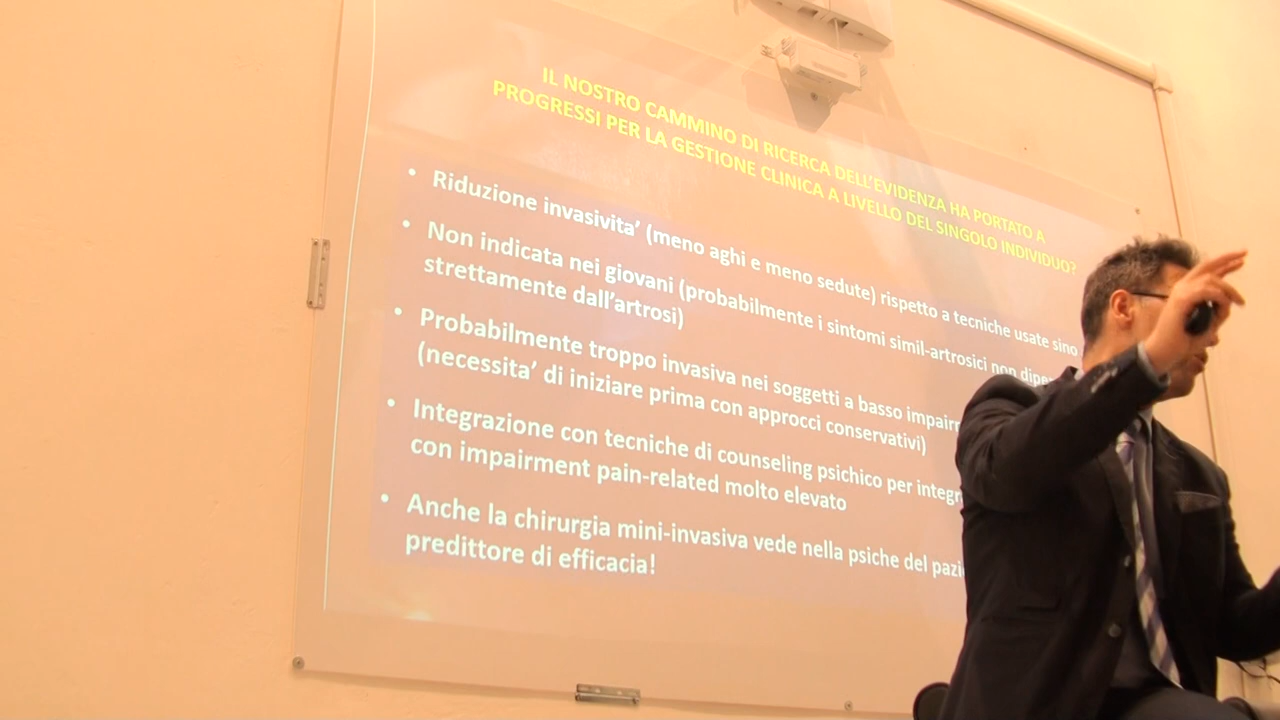 IL NOSTRO CAMMINO DI RICERCA DELL'EVIDENZA HA PORTATO A
PROGRESSI PER LA GESTIONE CLINICA A LIVELLO DEL SINGOLO INDIVIDUO?
• Riduzione invasivita' (meno aghi e meno sedute) rispetto a tecniche usate sino
• Non indicata nei giovani (probabilmente i sintomi simil-artrosici non
strettamente dall'artrosi)
• Probabilmente troppo invasiva nei soggetti a basso
(necessita' di iniziare prima con approcci conservativi)
• Integrazione con tecniche di counseling psichico per
con impairment pain-related molto elevato
• Anche la chirurgia mini-invasiva vede nella psiche del
predittore di efficacia!